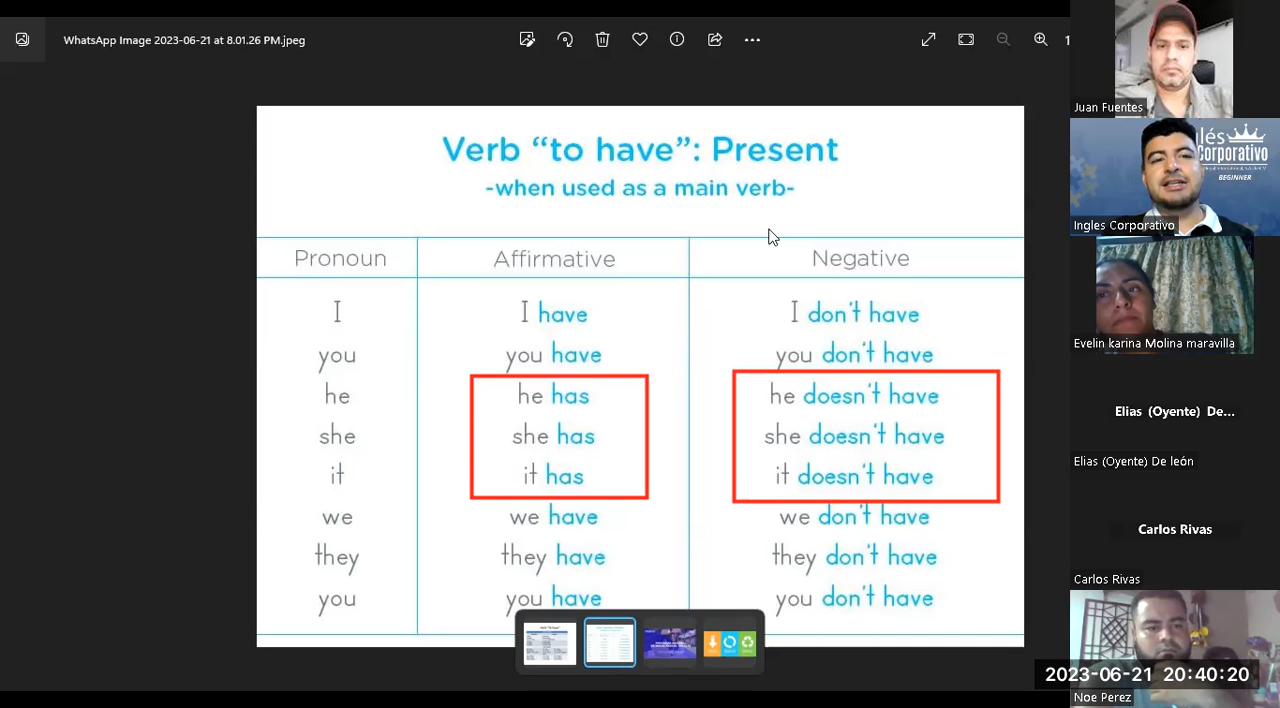 WhatsApp Image 2023-06-21 at 8.01.26 PM.jpeg
Verb “to have”: Present
-when used as a main verb-
Pronoun Affirmative Negative
I I have I don't have
you you have you don't have
he he has he doesn't have
she she has she doesn't have
it it has it doesn't have
we we have we don't have
they they have they don't have
you you have you don't have
Juan Fuentes
lés
Corporativo
BEGINNER
Ingles Corporativo
Evelin karina Molina maravilla
Elias (Oyente) De...
Elias (Oyente) De león
Carlos Rivas
Carlos Rivas
2023-06-21 20:40:20
Noe Perez